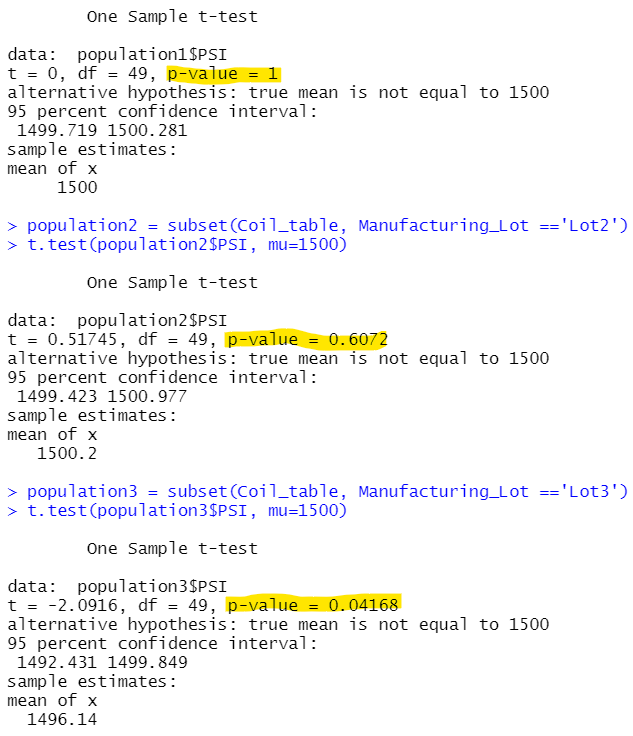 One Sample t-test
data:  population1$PSI
t = 0, df = 49, p-value = 1
alternative hypothesis: true mean is not equal to 1500
95 percent confidence interval:
 1499.719 1500.281
sample estimates:
mean of x
     1500
> population2 = subset(Coil_table, Manufacturing_Lot =='Lot2')
> t.test(population2$PSI, mu=1500)
One Sample t-test
data:  population2$PSI
t = 0.51745, df = 49, p-value = 0.6072
alternative hypothesis: true mean is not equal to 1500
95 percent confidence interval:
 1499.423 1500.977
sample estimates:
mean of x
   1500.2
> population3 = subset(Coil_table, Manufacturing_Lot =='Lot3')
> t.test(population3$PSI, mu=1500)
One Sample t-test
data:  population3$PSI
t = -2.0916, df = 49, p-value = 0.04168
alternative hypothesis: true mean is not equal to 1500
95 percent confidence interval:
 1492.431 1499.849
sample estimates:
mean of x
  1496.14